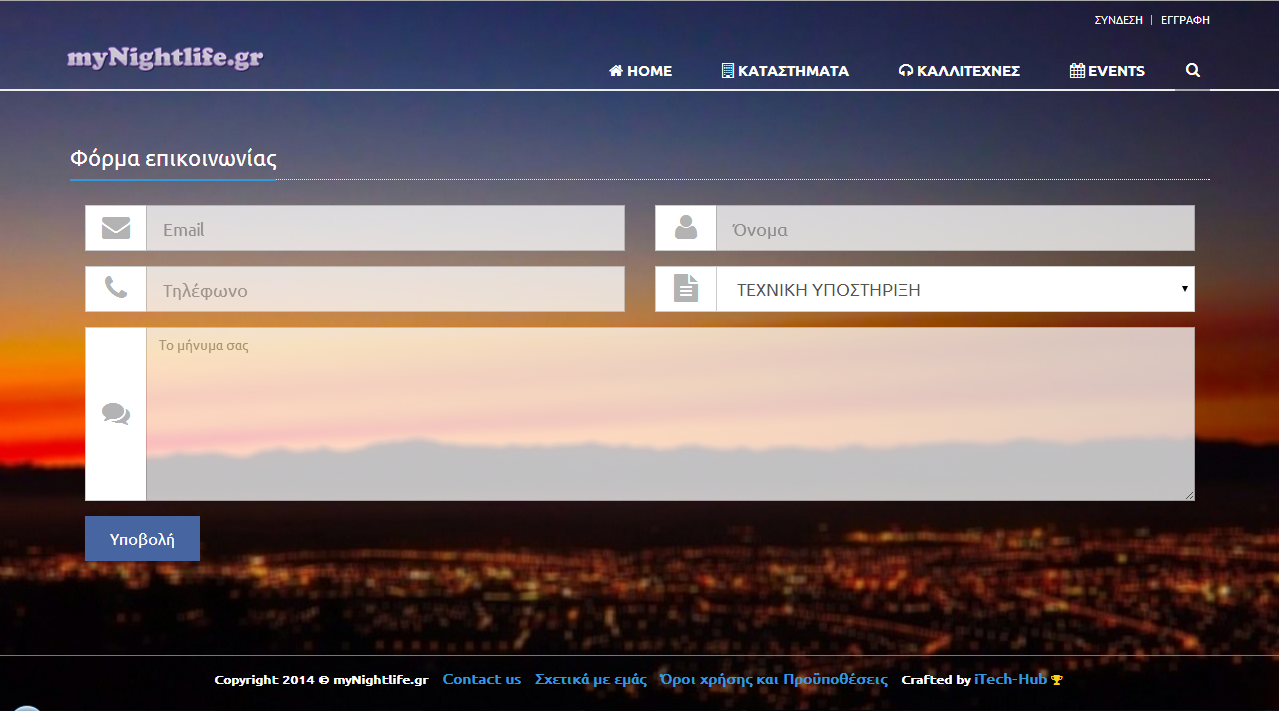 ΣΥΝΔΕΣΗ | ΕΓΓΡΑΦΗ
myNightlife.gr
HOME ΚΑΤΑΣΤΗΜΑΤΑ ΚΑΛΛΙΤΕΧΝΕΣ EVENTS
Φόρμα επικοινωνίας
Email Όνομα
Τηλέφωνο ΤΕΧΝΙΚΗ ΥΠΟΣΤΗΡΙΞΗ
Το μήνυμα σας
Υποβολή
Copyright 2014 © myNightlife.gr Contact us Σχετικά με εμάς Όροι χρήσης και Προϋποθέσεις Crafted by iTech-Hub